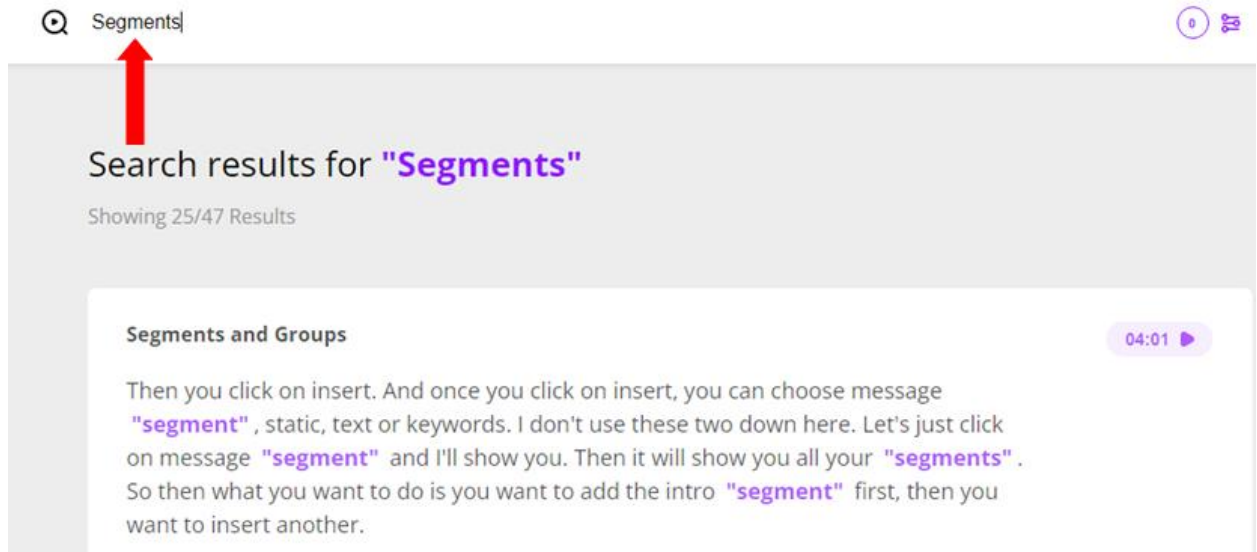 Segments
0
Search results for "Segments"
Showing 25/47 Results
Segments and Groups
04:01
Then you click on insert. And once you click on insert, you can choose message
"segment" , static, text or keywords. I don't use these two down here. Let's just click
on message "segment" and I'll show you. Then it will show you all your "segments" .
So then what you want to do is you want to add the intro "segment" first, then you
want to insert another.